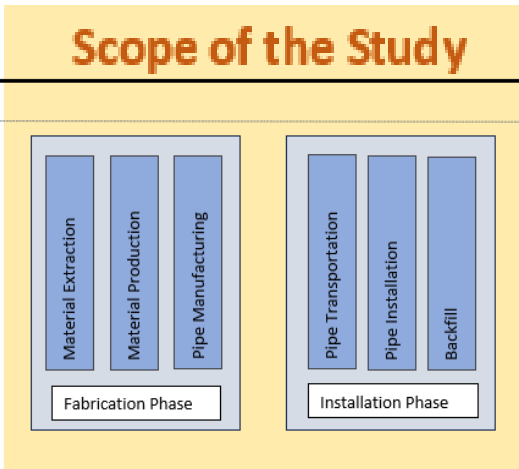 Scope of the Study
Material Extraction
Material Production
Pipe Manufacturing
Fabrication Phase
Pipe Transportation
Pipe Installation
Backfill
Installation Phase